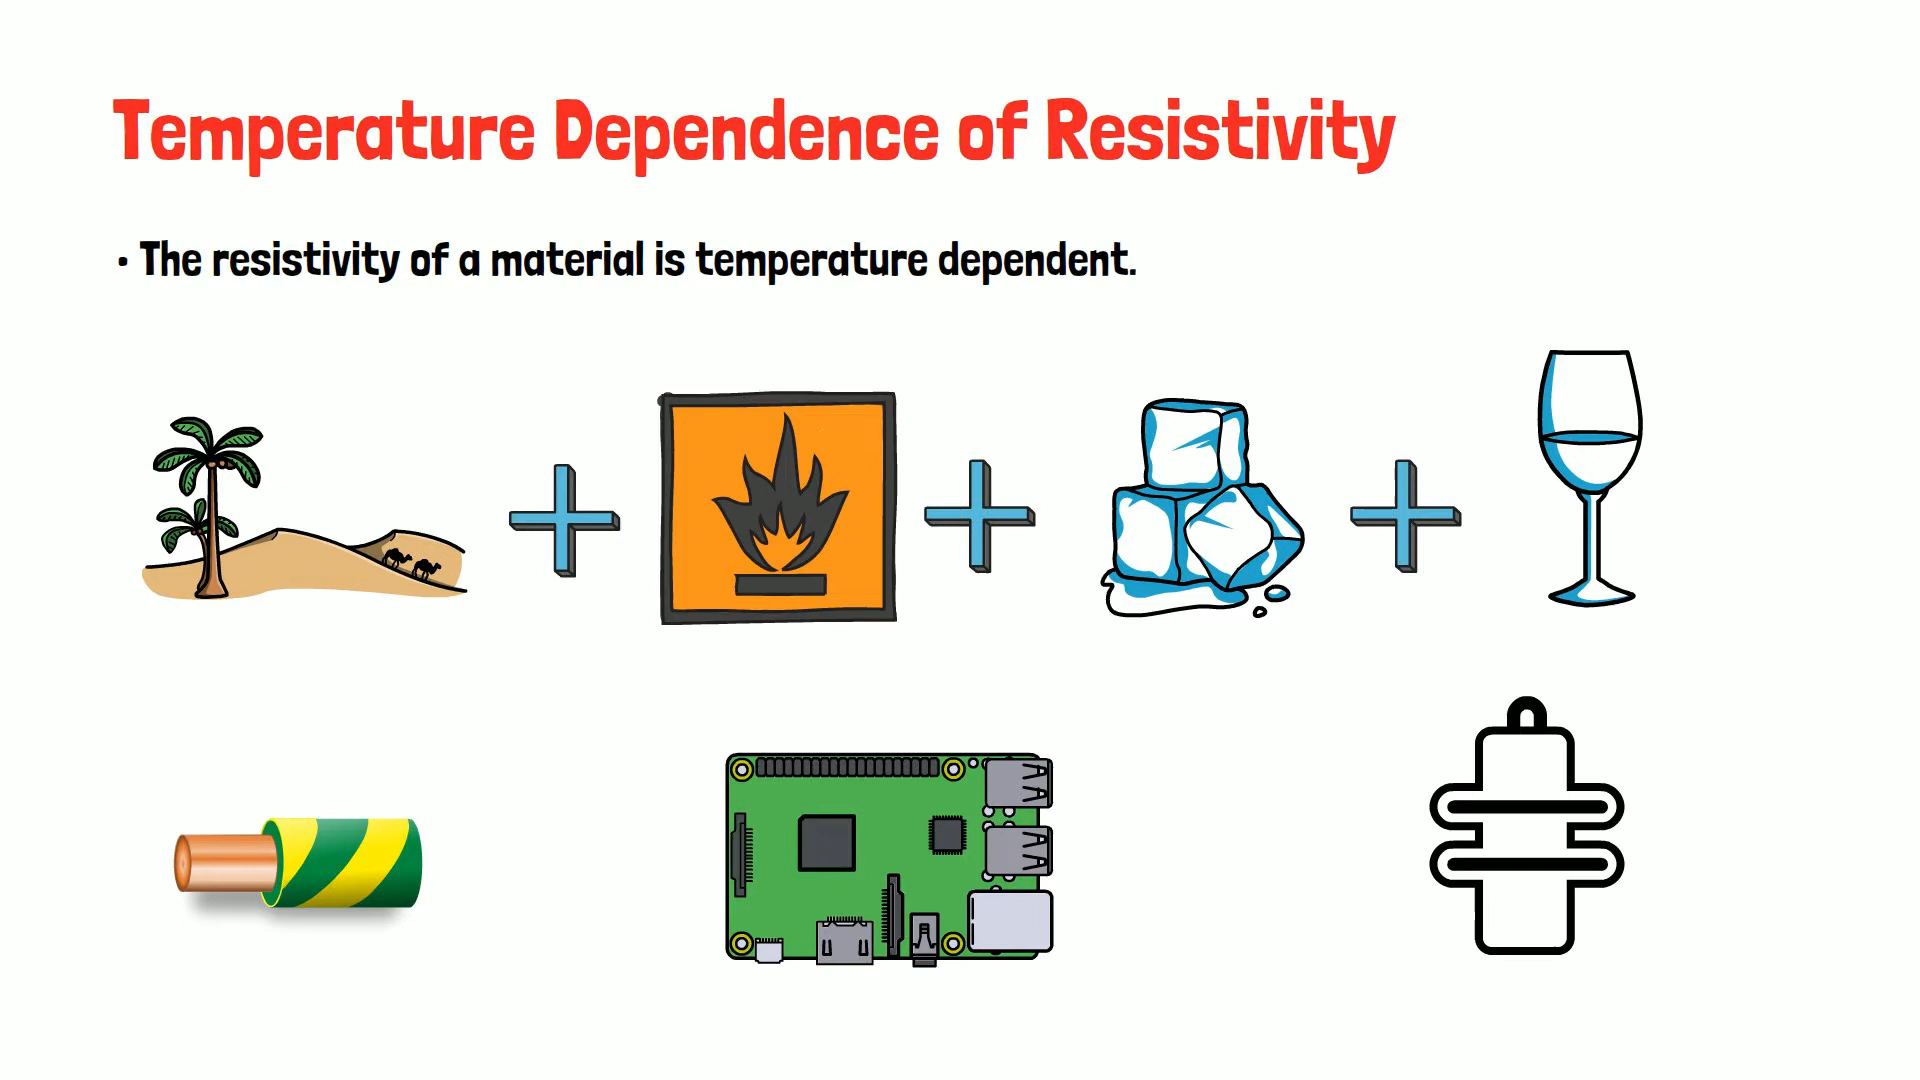 Temperature Dependence of Resistivity
• The resistivity of a material is temperature dependent.